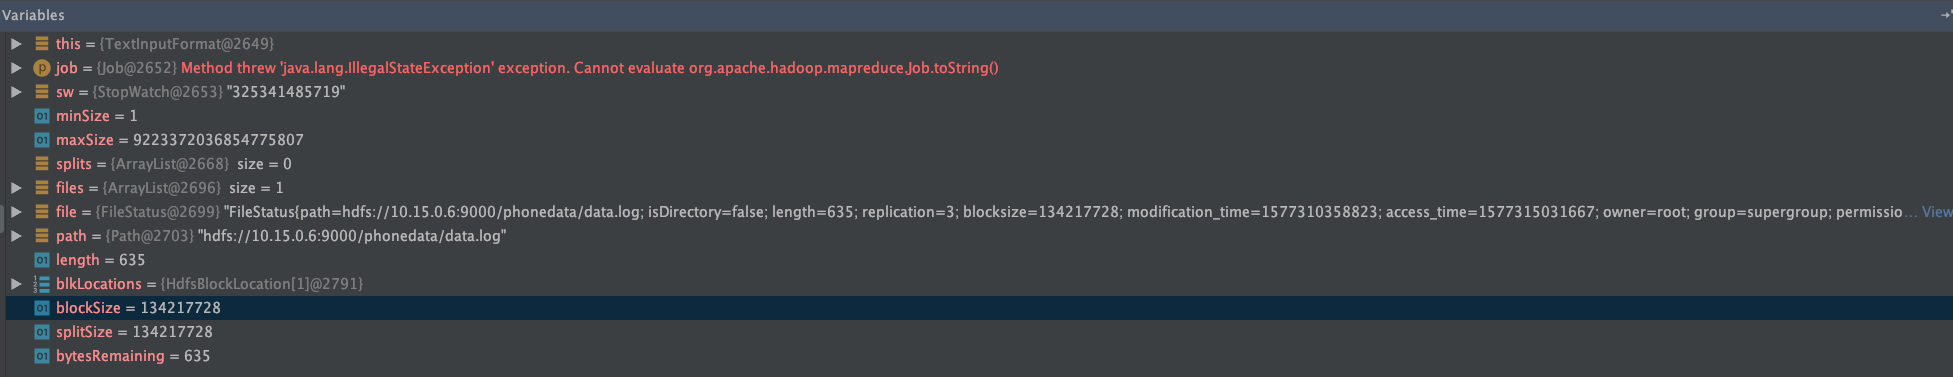 Variables
this = {TextInputFormat@2649}
job = {Job@2652} Method threw 'java.lang.IllegalStateException' exception. Cannot evaluate org.apache.hadoop.mapreduce.Job.toString()
sw = {StopWatch@2653} "325341485719"
minSize = 1
maxSize = 9223372036854775807
splits = {ArrayList@2668} size = 0
files = {ArrayList@2696} size = 1
file = {FileStatus@2699} "FileStatus{path=hdfs://10.15.0.6:9000/phonedata/data.log; isDirectory=false; length=635; replication=3; blocksize=134217728; modification_time=1577310358823; access_time=1577315031667; owner=root; group=supergroup; permissio... View
path = {Path@2703} "hdfs://10.15.0.6:9000/phonedata/data.log"
length = 635
blkLocations = {HdfsBlockLocation[1]@2791}
blockSize = 134217728
splitSize = 134217728
bytesRemaining = 635